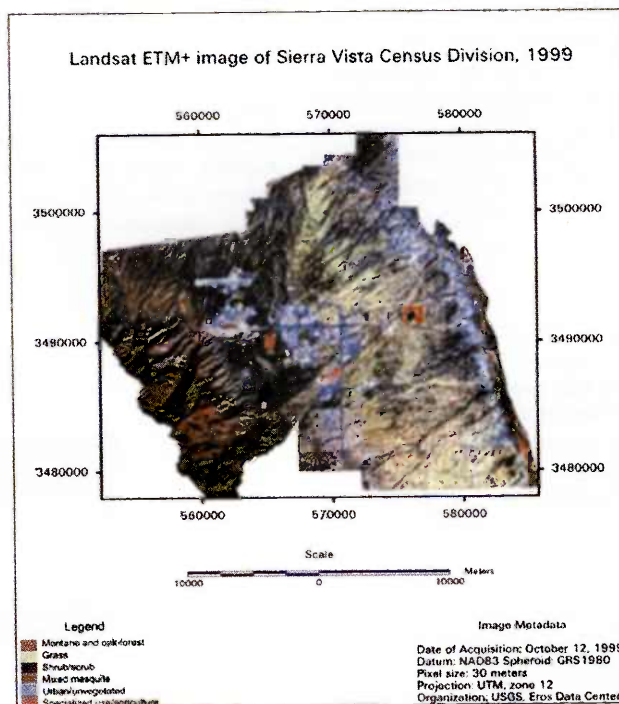 Landsat ETM+ image of Sierra Vista Census Division, 1999
560000 570000 580000
3500000 3500000
3490000 3490000
3480000 3480000
560000 570000 580000
Scale
Meters
10000 0 10000
Legend
Montane and oak forest
Grass
Shrub/scrub
Mixed mesquite
Urban/unvegetated
Specialized use/agriculture
Image Metadata
Date of Acquisition: October 12, 1999
Datum: NAD83 Spheroid: GRS1980
Pixel size: 30 meters
Projection: UTM, zone 12
Organization: USGS, Eros Data Center